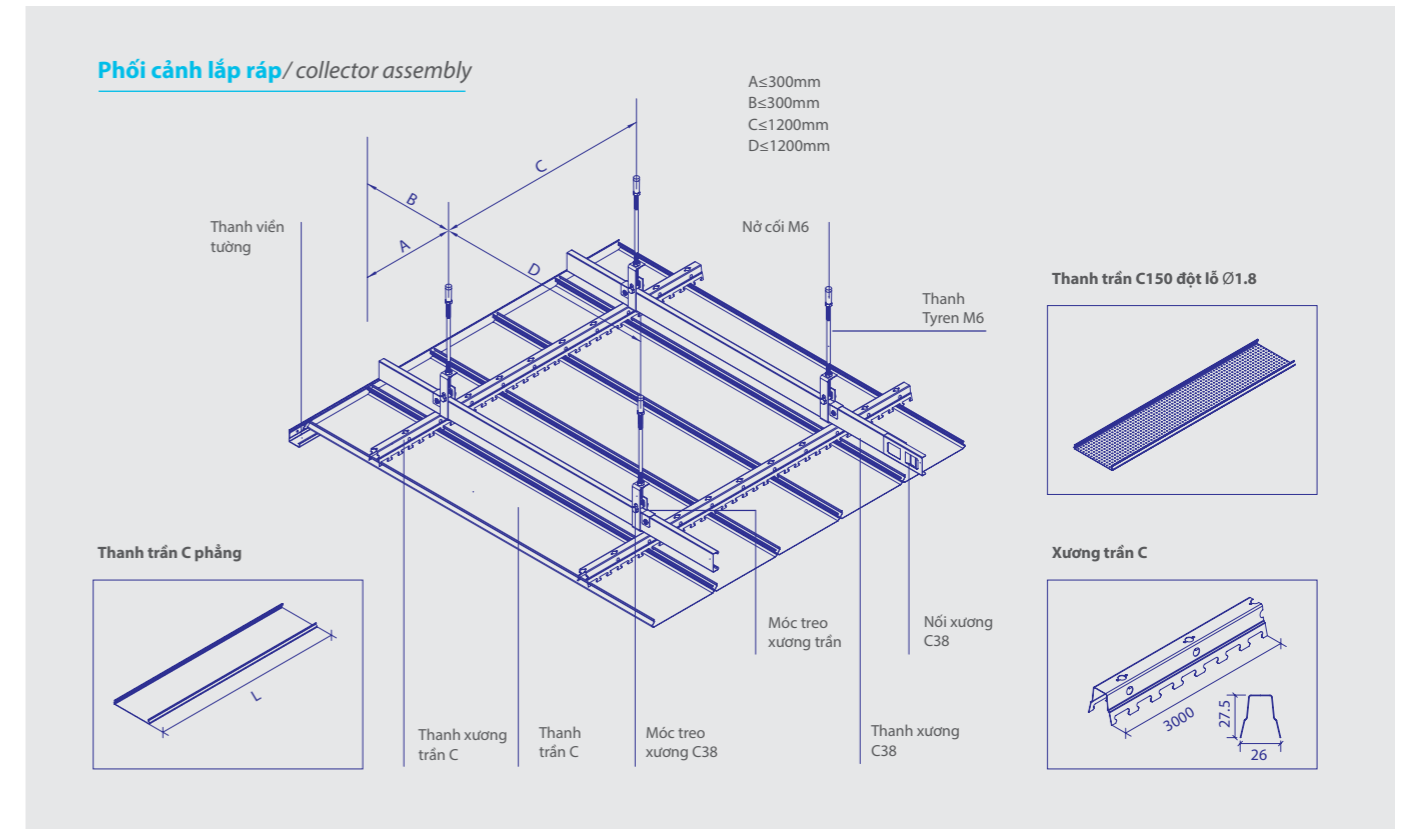 Phối cảnh lắp ráp/ collector assembly
A≤300mm
B≤300mm
C≤1200mm
D≤1200mm
C
B
A
D
Thanh viền
tường
Nở cối M6
Thanh
Tyren M6
Thanh trần C150 đột lỗ Ø1.8
Thanh trần C phẳng
L
Xương trần C
3000
27.5
26
Móc treo
xương trần
Nối xương
C38
Thanh xương
trần C
Thanh
trần C
Móc treo
xương C38
Thanh xương
C38